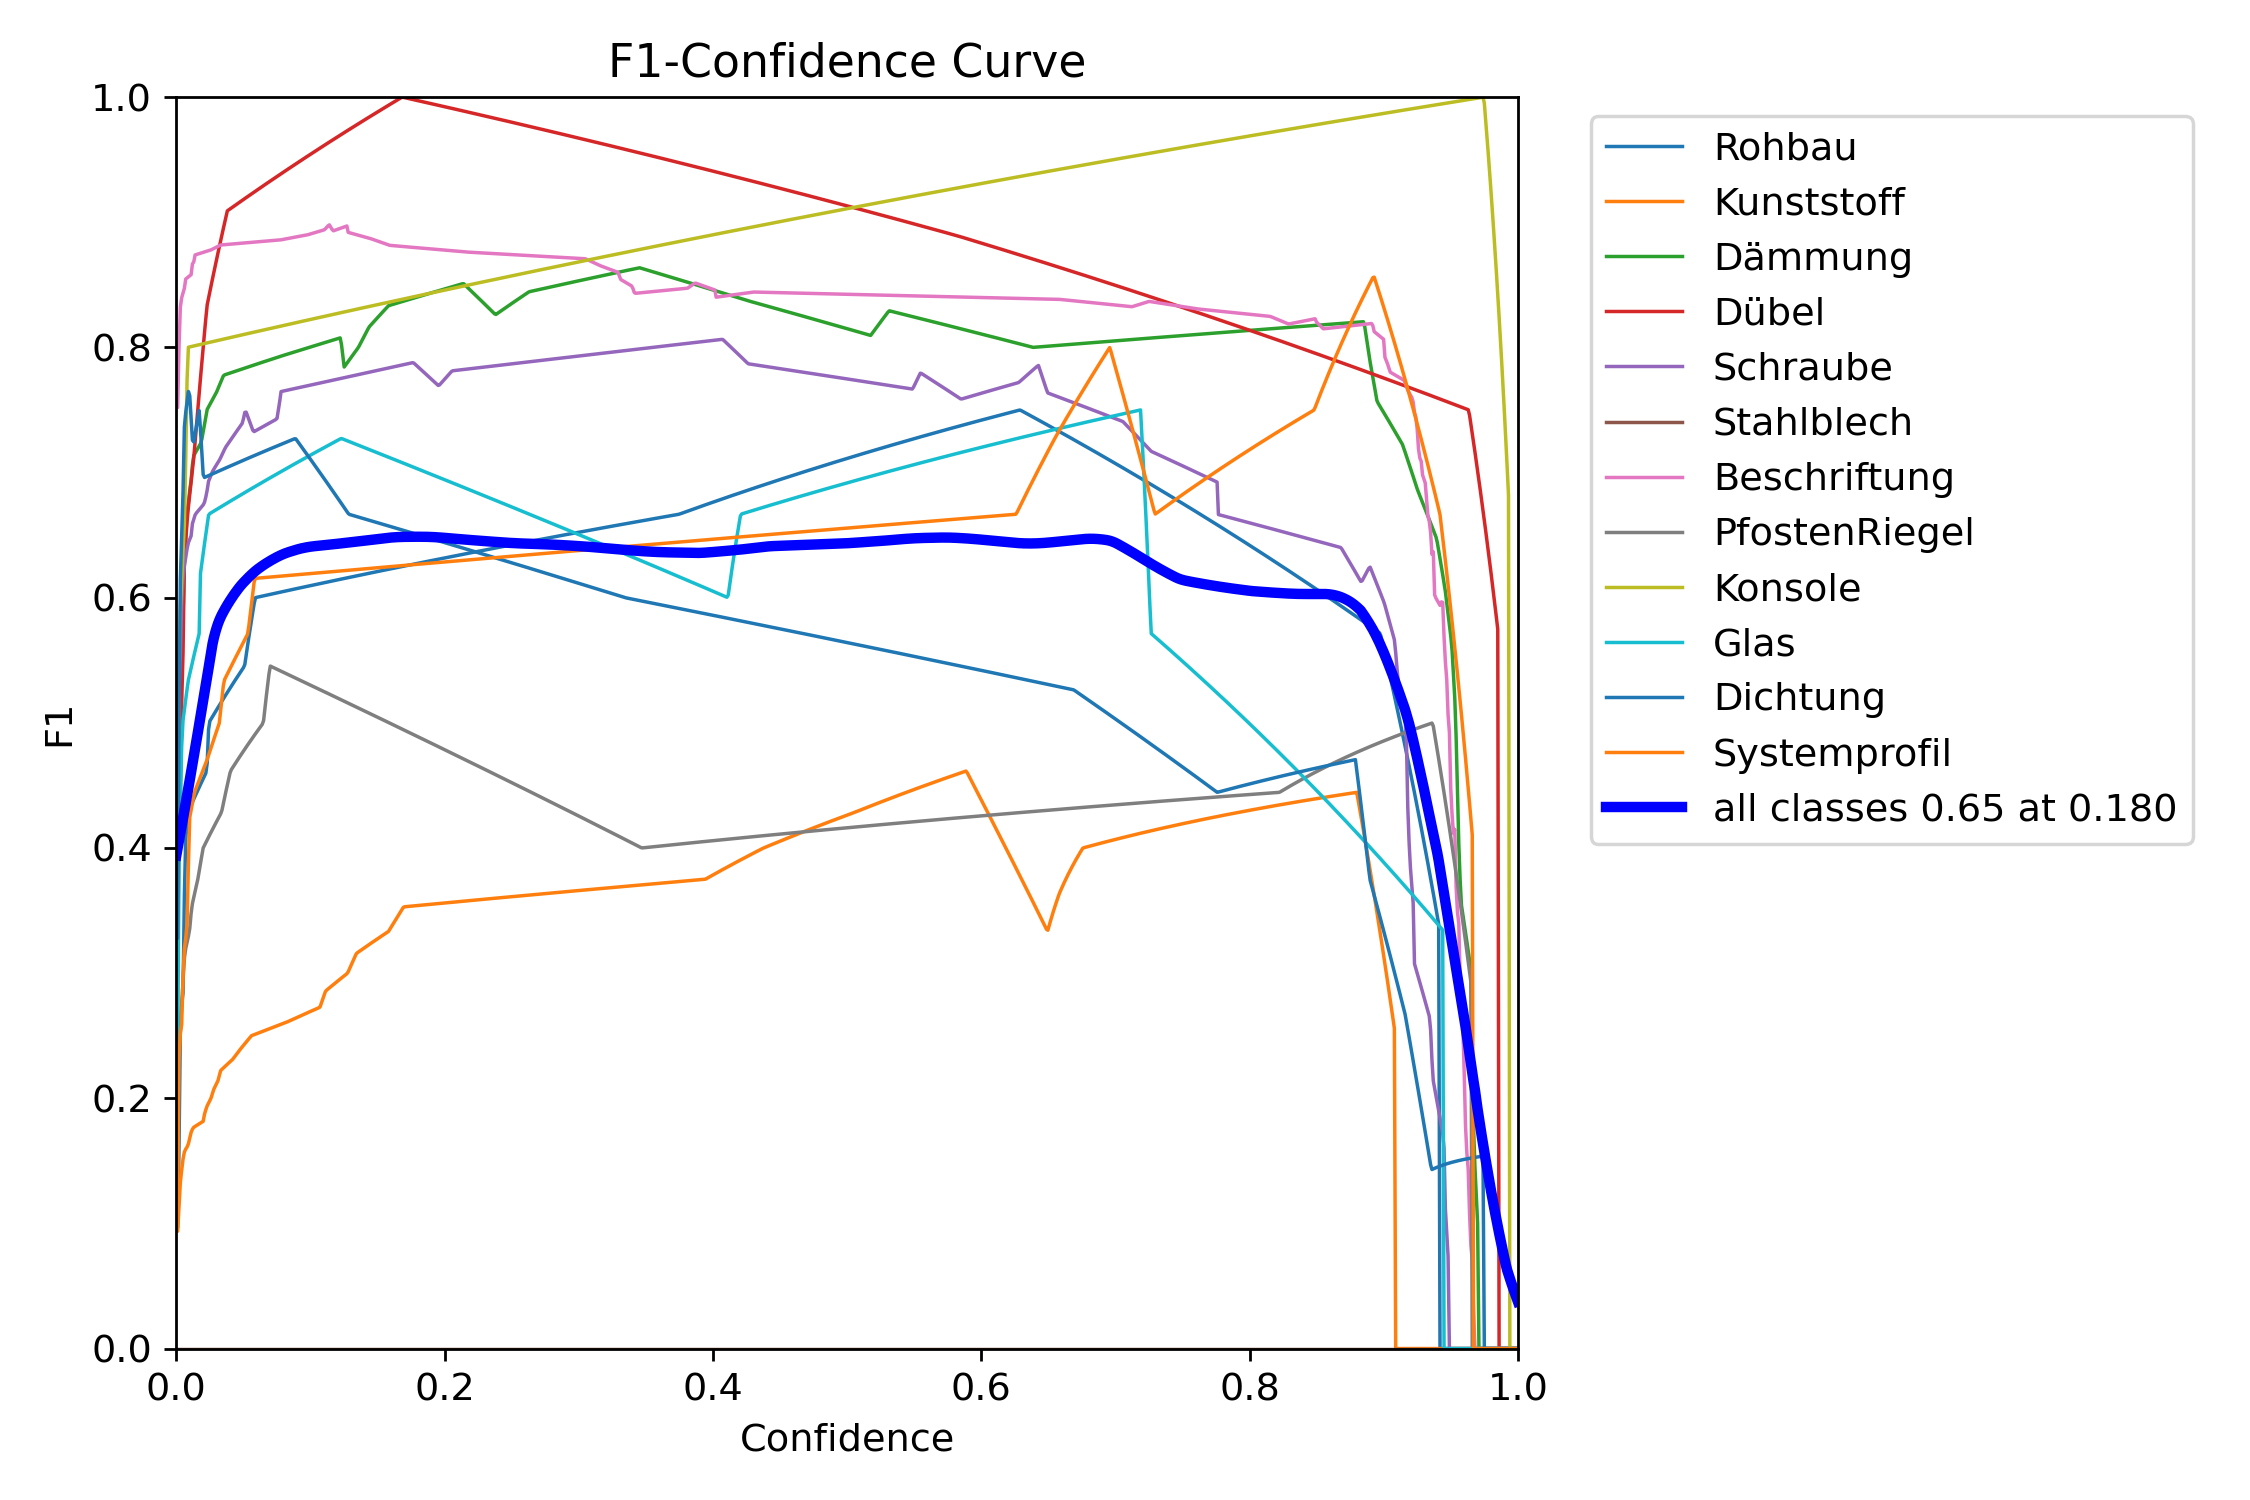 F1-Confidence Curve
1.0
0.8
0.6
0.4
0.2
0.0
F1
0.0 0.2 0.4 0.6 0.8 1.0
Confidence
Rohbau
Kunststoff
Dämmung
Dübel
Schraube
Stahlblech
Beschriftung
PfostenRiegel
Konsole
Glas
Dichtung
Systemprofil
all classes 0.65 at 0.180